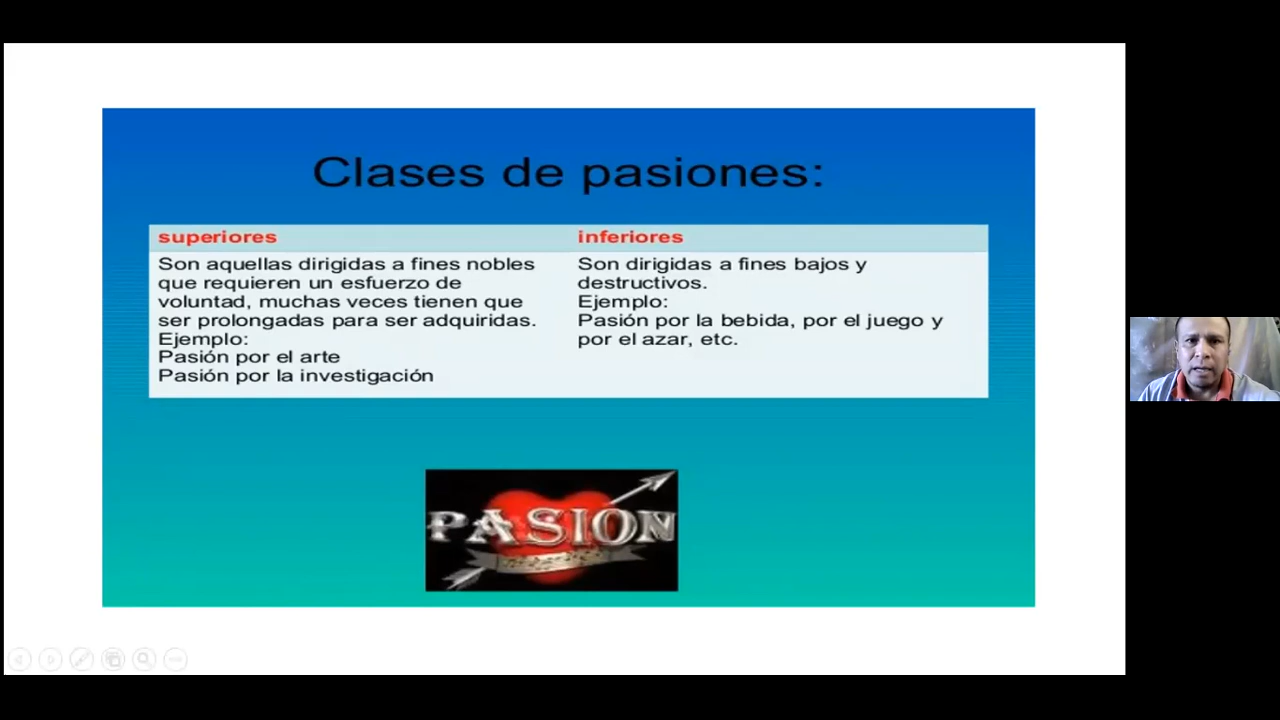 Clases de pasiones:
superiores
Son aquellas dirigidas a fines nobles
que requieren un esfuerzo de
voluntad, muchas veces tienen que
ser prolongadas para ser adquiridas.
Ejemplo:
Pasión por el arte
Pasión por la investigación
inferiores
Son dirigidas a fines bajos y
destructivos.
Ejemplo:
Pasión por la bebida, por el juego y
por el azar, etc.
PASION